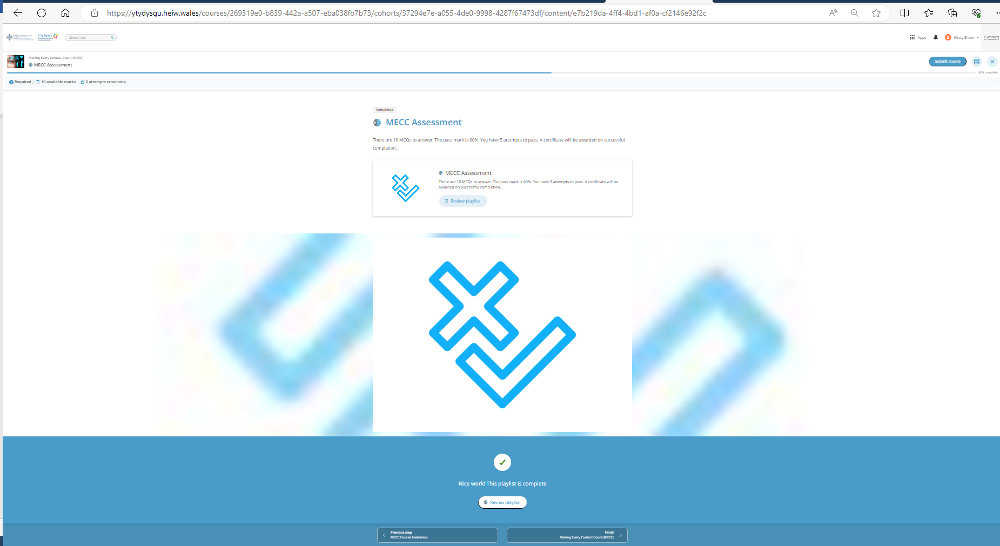 https://ytydysgu.heiw.wales/courses/269319e0-b839-442a-a507-eba038fb7b73/cohorts/37294e7e-a055-4de0-9998-4287f67473df/content/e7b219da-4ff4-4bd1-af0a-cf2146e92f2c
Y Tŷ Dysgu
Search site
Apps
Kirsty Sheen
Cymraeg
Making Every Contact Count (MECC)
MECC Assessment
Submit course
56% complete
Required
10 available marks
0 attempts remaining
Completed
MECC Assessment
There are 10 MCQs to answer. The pass mark is 60%. You have 5 attempts to pass. A certificate will be awarded on successful
completion.
MECC Assessment
There are 10 MCQs to answer. The pass mark is 60%. You have 5 attempts to pass. A certificate will be
awarded on successful completion.
Review playlist
Nice work! This playlist is complete
Review playlist
Previous step
MECC Course Evaluation
Finish
Making Every Contact Count (MECC)